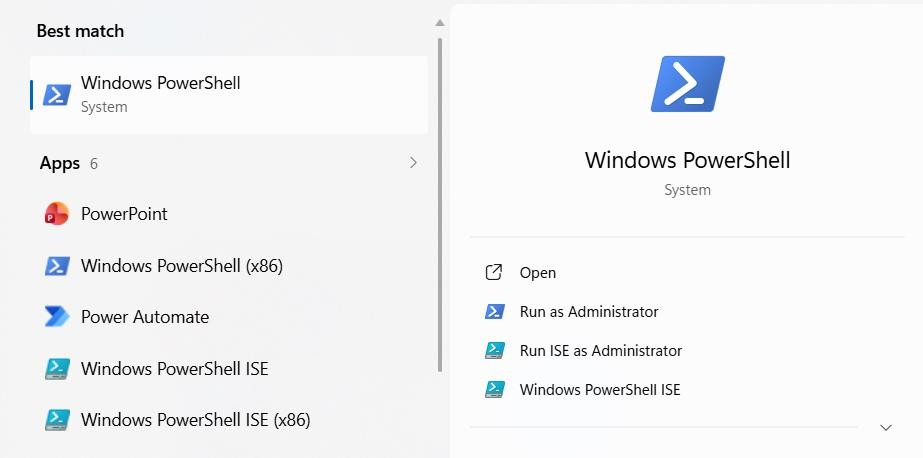 Best match
Windows PowerShell
System
Apps 6
PowerPoint
Windows PowerShell (x86)
Power Automate
Windows PowerShell ISE
Windows PowerShell ISE (x86)
Windows PowerShell
System
Open
Run as Administrator
Run ISE as Administrator
Windows PowerShell ISE